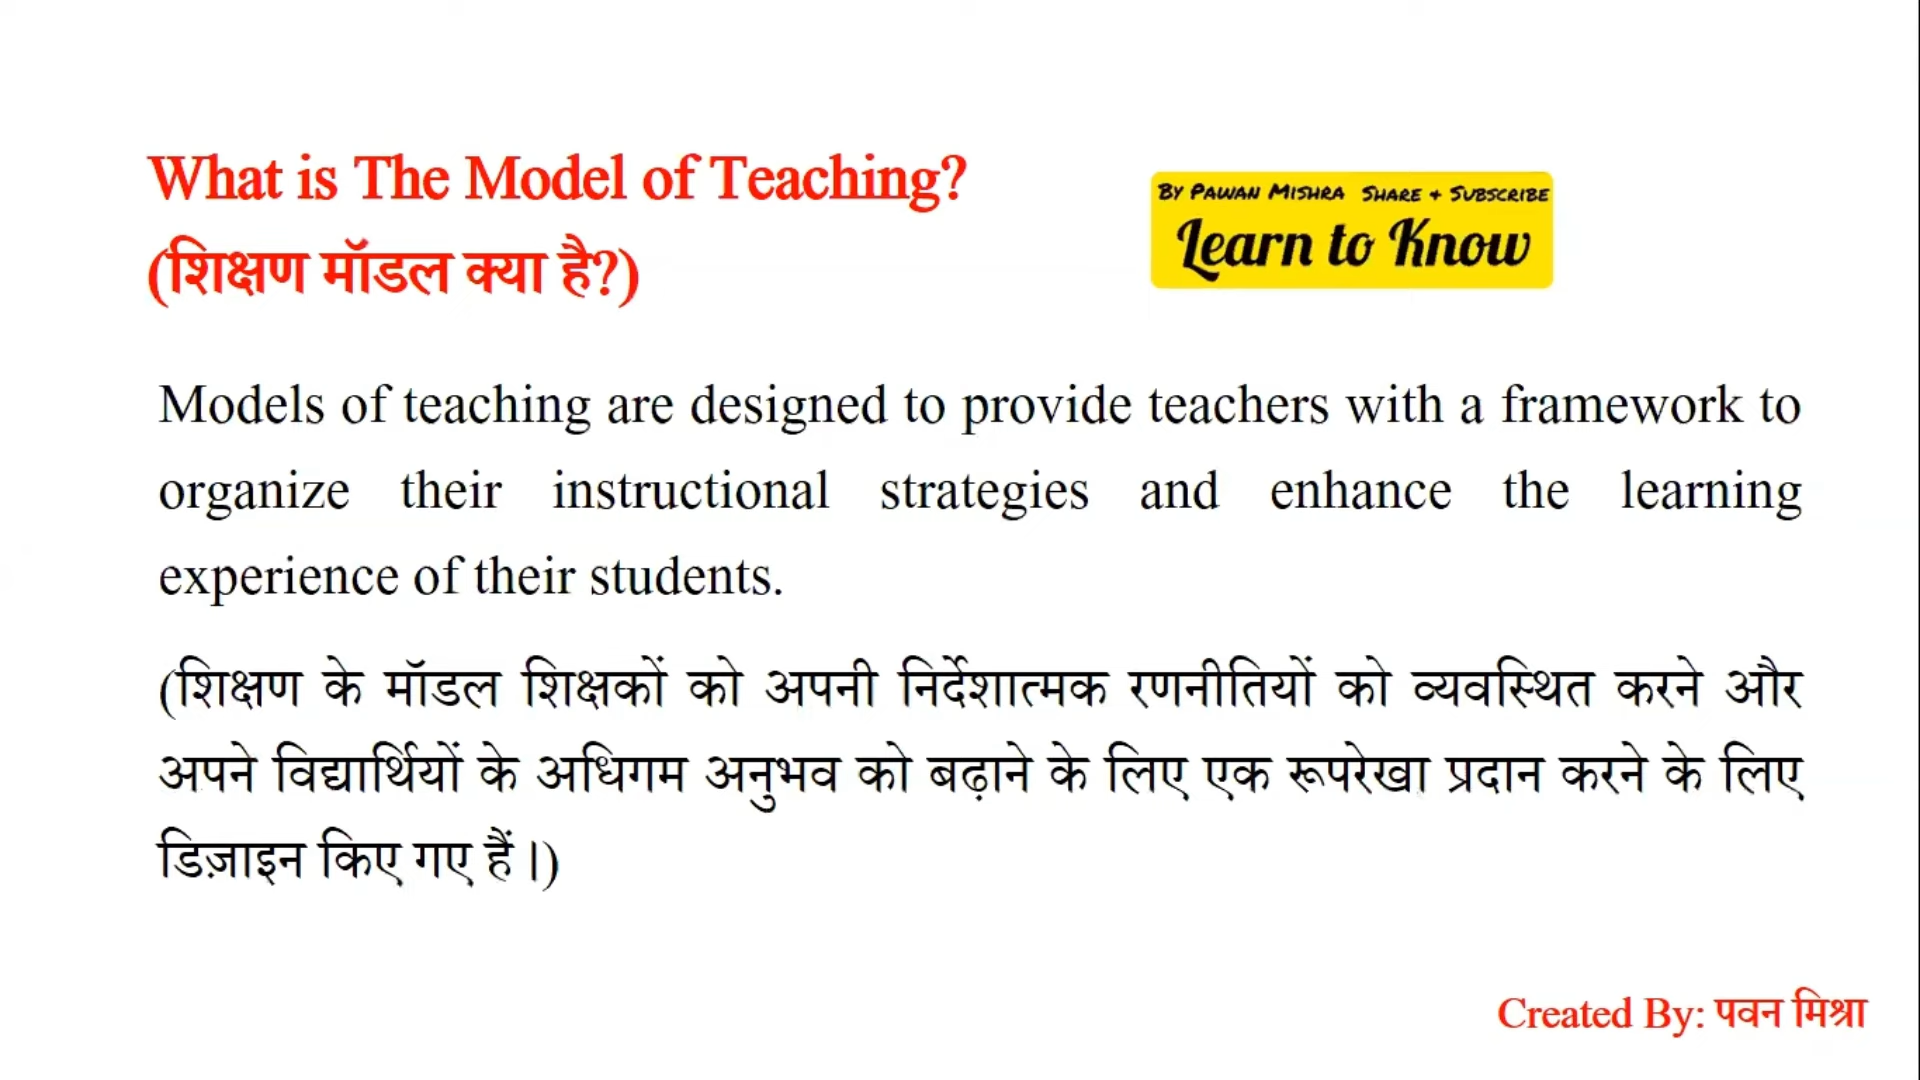 What is The Model of Teaching?
(शिक्षण मॉडल क्या है?)
By Pawan Mishra Share + Subscribe
Learn to Know
Models of teaching are designed to provide teachers with a framework to
organize their instructional strategies and enhance the learning
experience of their students.
(शिक्षण के मॉडल शिक्षकों को अपनी निर्देशात्मक रणनीतियों को व्यवस्थित करने और
अपने विद्यार्थियों के अधिगम अनुभव को बढ़ाने के लिए एक रूपरेखा प्रदान करने के लिए
डिज़ाइन किए गए हैं।)
Created By: पवन मिश्रा